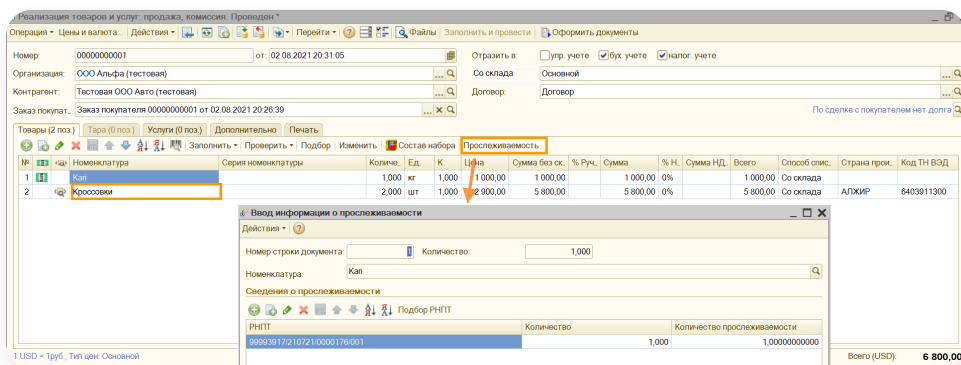 Реализация товаров и услуг: продажа, комиссия. Проведен *
Операция Цены и валюта... Действия Перейти Файлы Заполнить и провести Оформить документы
Номер: 00000000001 от: 02.08.2021 20:31:05 Отразить в: упр. учете бух. учете налог. учете
Организация: ООО Альфа (тестовая) Со склада Основной
Контрагент: Тестовая ООО Авто (тестовая) Договор: Договор
Заказ покупат... Заказ покупателя 00000000001 от 02.08.2021 20:26:39 По сделке с покупателем нет долга
Товары (2 поз.) Тара (0 поз.) Услуги (0 поз.) Дополнительно Печать
Заполнить Проверить Подбор Изменить Состав набора Прослеживаемость
№ Номенклатура Серия номенклатуры Количе... Ед. К. Цена Сумма без ск... % Руч... Сумма % Н... Сумма НД... Всего Способ спис... Страна прои... Код ТН ВЭД
1 Kari 1,000 кг 1,000 1 000,00 1 000,00 1 000,00 0% 1 000,00 Со склада
2 Кроссовки 2,000 шт 1,000 2 900,00 5 800,00 5 800,00 0% 5 800,00 Со склада АЛЖИР 6403911300
Ввод информации о прослеживаемости
Действия
Номер строки документа: 1 Количество: 1,000
Номенклатура: Kari
Сведения о прослеживаемости
Подбор РНПТ
РНПТ Количество Количество прослеживаемости
99993917/210721/0000176/001 1,000 1,00000000000
1 USD = 1руб., Тип цен: Основной Всего (USD): 6 800,00